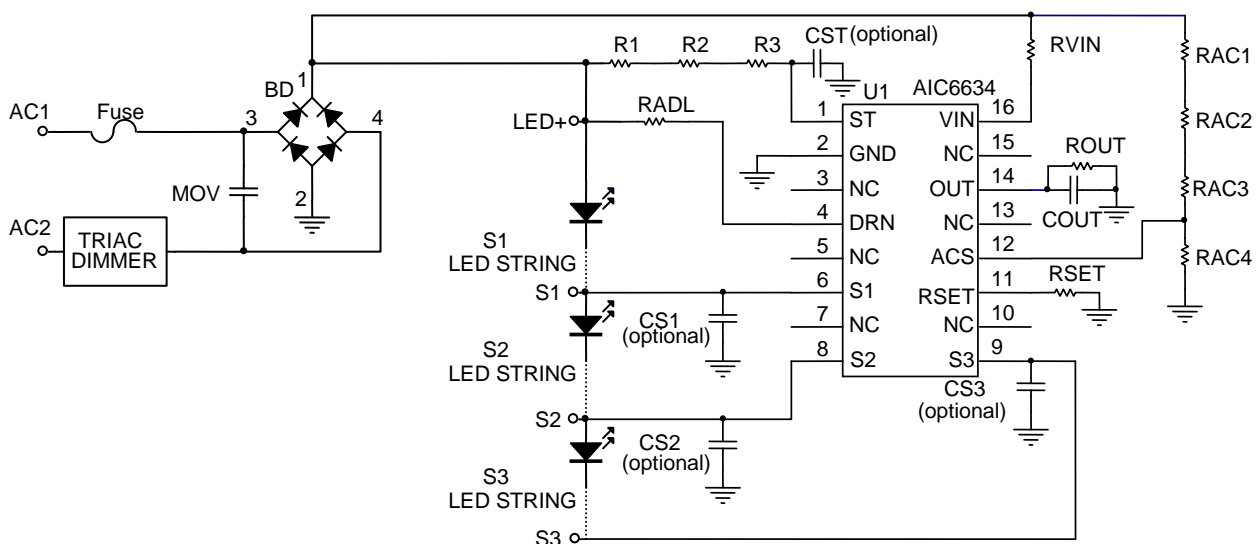 CST (optional)
R1 R2 R3
RVIN
RAC1
BD 1
U1 AIC6634
AC1 Fuse 3 4
LED+ RADL
1 ST VIN 16
RAC2
2 GND NC 15
ROUT
MOV 2
3 NC OUT 14
RAC3
COUT
AC2 TRIAC
DIMMER
4 DRN NC 13
S1
LED STRING
5 NC ACS 12
RAC4
S1
6 S1 RSET 11
RSET
CS1
(optional)
7 NC NC 10
S2
LED STRING
8 S2 S3 9
CS3
(optional)
S2
CS2
(optional)
S3
LED STRING
S3